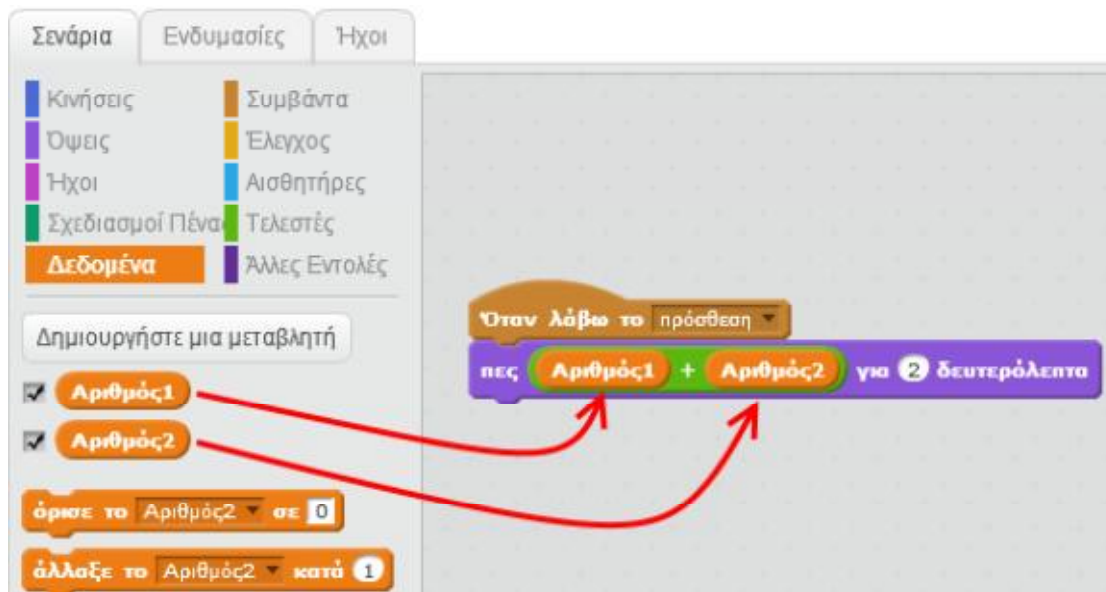 Σενάρια Ενδυμασίες Ήχοι
Κινήσεις Συμβάντα
Όψεις Έλεγχος
Ήχοι Αισθητήρες
Σχεδιασμοί Πένας Τελεστές
Δεδομένα Άλλες Εντολές
Δημιουργήστε μια μεταβλητή
Αριθμός1
Αριθμός2
όρισε το Αριθμός2 σε 0
άλλαξε το Αριθμός2 κατά 1
Όταν λάβω το πρόσθεση
πες Αριθμός1 + Αριθμός2 για 2 δευτερόλεπτα